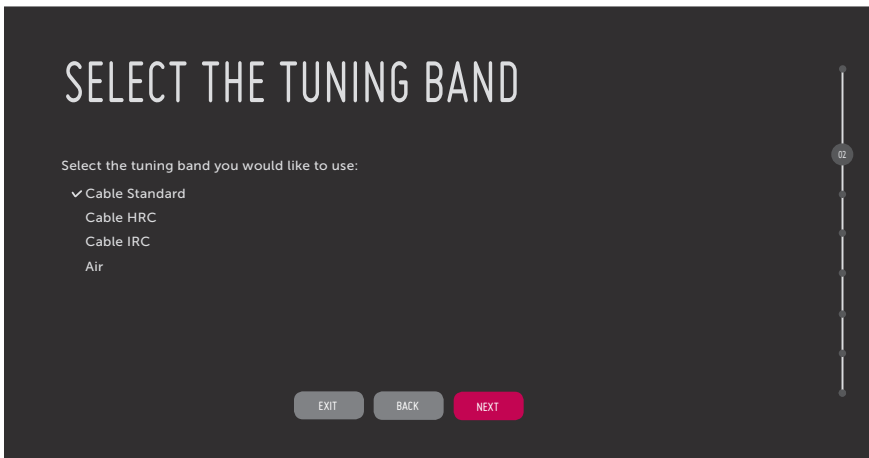 SELECT THE TUNING BAND
Select the tuning band you would like to use:
Cable Standard
Cable HRC
Cable IRC
Air
02
EXIT
BACK
NEXT